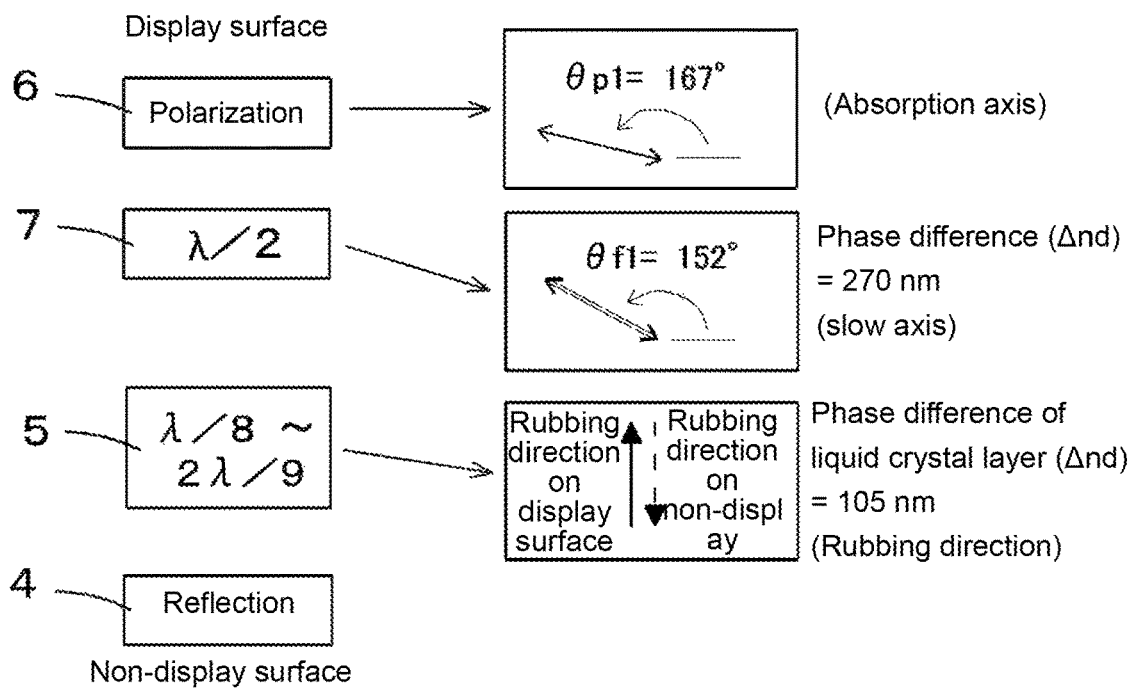 Display surface
6
Polarization
θp1= 167°
(Absorption axis)
7
λ/2
θf1= 152°
Phase difference (Δnd)
= 270 nm
(slow axis)
5
λ/8 ~
2λ/9
Rubbing
direction
on
display
surface
Rubbing
direction
on
non-displ
ay
Phase difference of
liquid crystal layer (Δnd)
= 105 nm
(Rubbing direction)
4
Reflection
Non-display surface